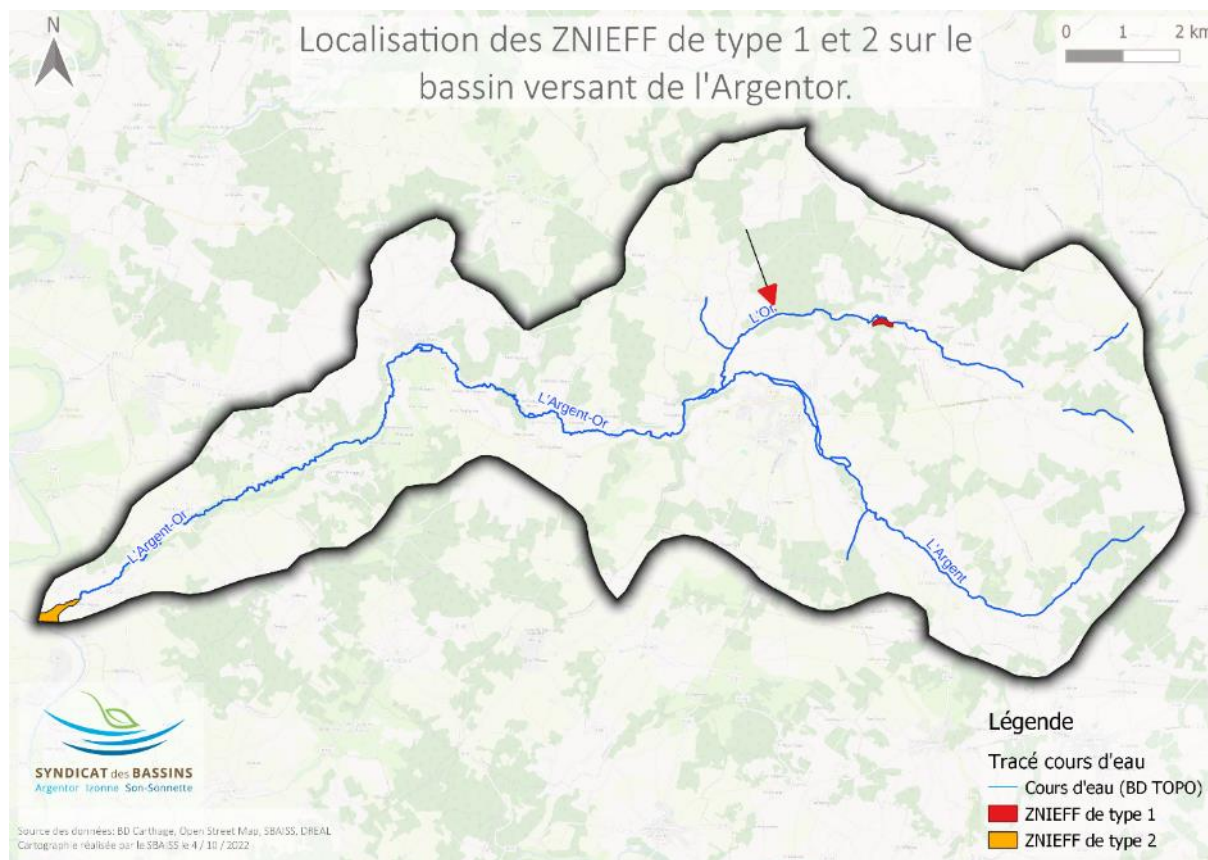 N
Localisation des ZNIEFF de type 1 et 2 sur le
bassin versant de l'Argentor.
0 1 2 km
L'Or
L'Argent-Or
L'Argent-Or
L'Argent
Légende
Tracé cours d'eau
Cours d'eau (BD TOPO)
ZNIEFF de type 1
ZNIEFF de type 2
SYNDICAT des BASSINS
Argentor Izonne Son-Sonnette
Source des données: BD Carthage, Open Street Map, SBAISS, DREAL
Cartographie réalisée par le SBAISS le 4 / 10 / 2022